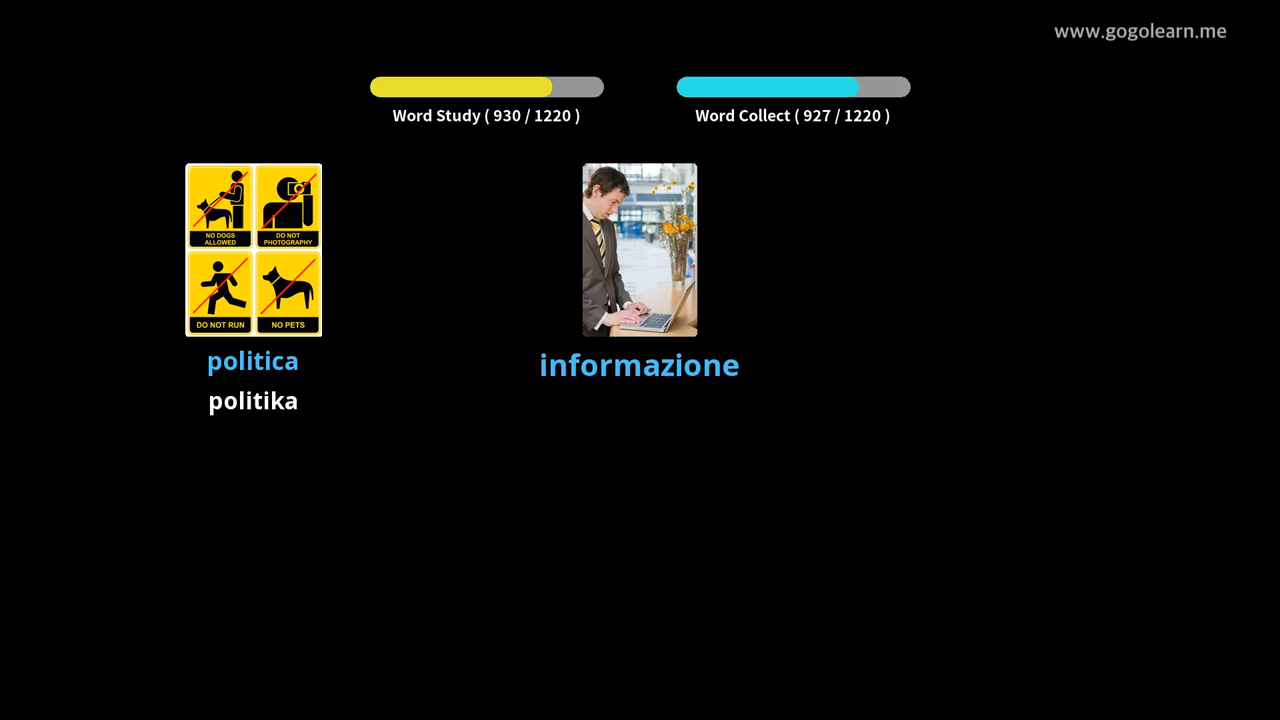 www.gogolearn.me
Word Study ( 930 / 1220 )
Word Collect ( 927 / 1220 )
NO DOGS
ALLOWED
DO NOT
PHOTOGRAPHY
DO NOT RUN
NO PETS
politica
politika
informazione